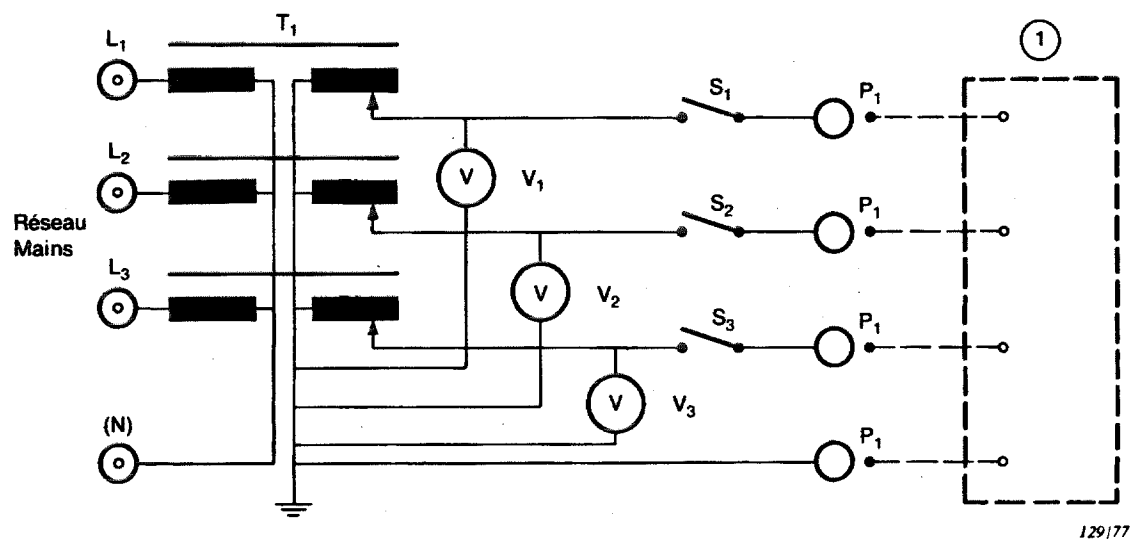 T₁
1
L₁
S₁
P₁
V
V₁
L₂
S₂
P₁
Réseau
Mains
V
V₂
L₃
S₃
P₁
V
V₃
(N)
P₁
129/77